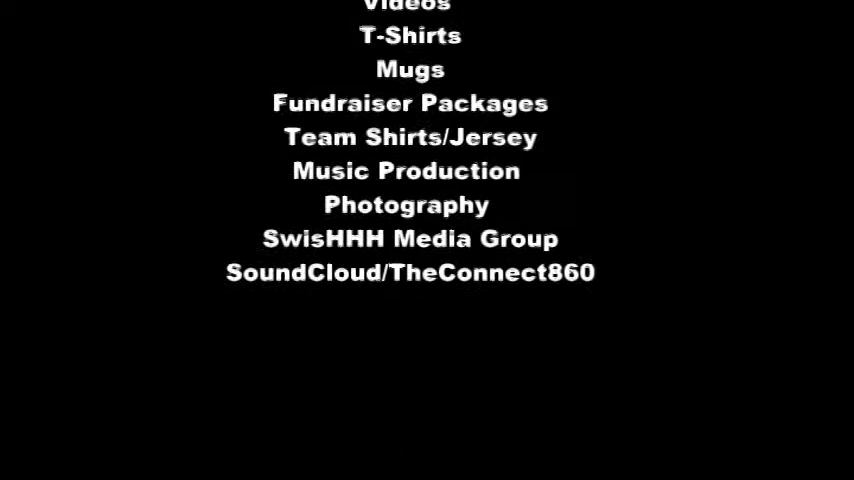 Videos
T-Shirts
Mugs
Fundraiser Packages
Team Shirts/Jersey
Music Production
Photography
SwisHHH Media Group
SoundCloud/TheConnect860